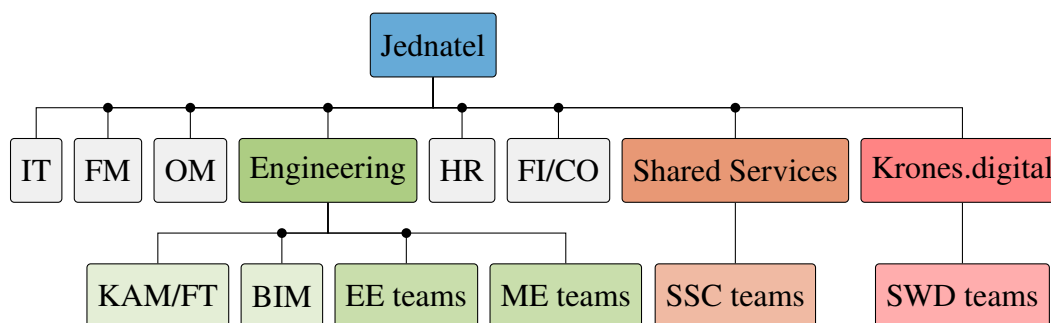 Jednatel
IT FM OM Engineering HR FI/CO Shared Services Krones.digital
KAM/FT BIM EE teams ME teams SSC teams SWD teams